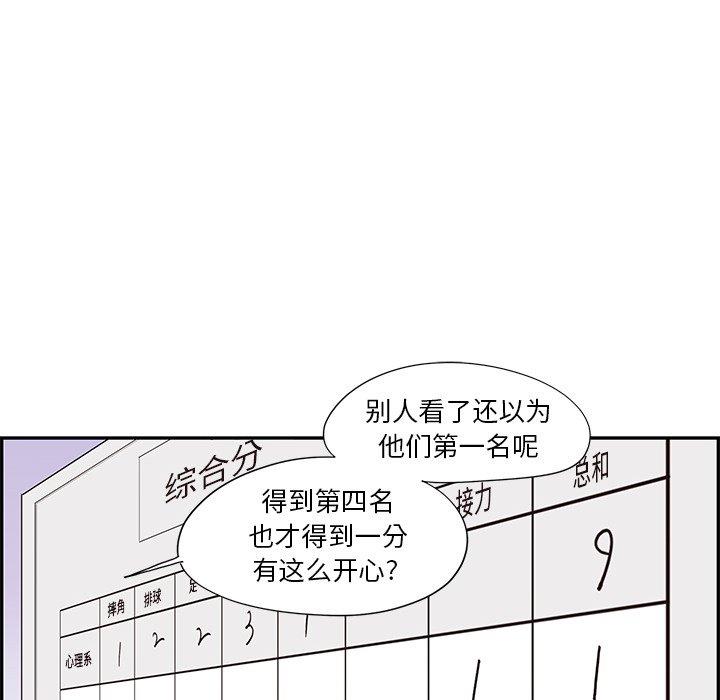 别人看了还以为
他们第一名呢
综合分
得到第四名
也才得到一分
有这么开心？
接力
总和
9
摔角
排球
心理系
1
2
2
3
1
1